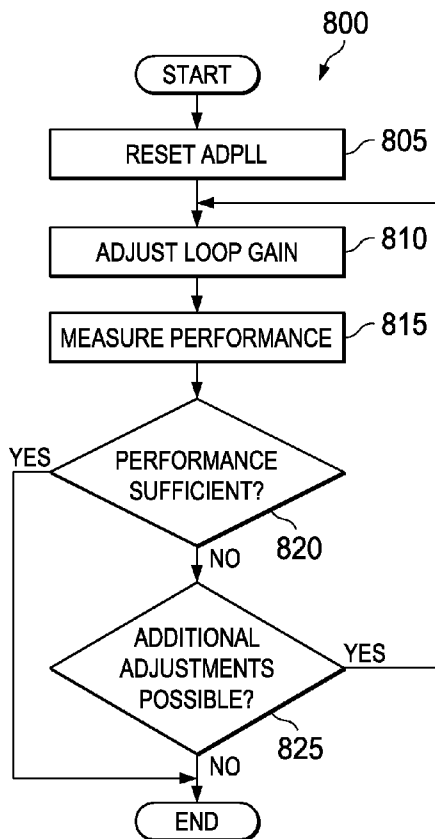 800
START
RESET ADPLL
805
ADJUST LOOP GAIN
810
MEASURE PERFORMANCE
815
YES
PERFORMANCE
SUFFICIENT?
820
NO
ADDITIONAL
ADJUSTMENTS
POSSIBLE?
YES
825
NO
END